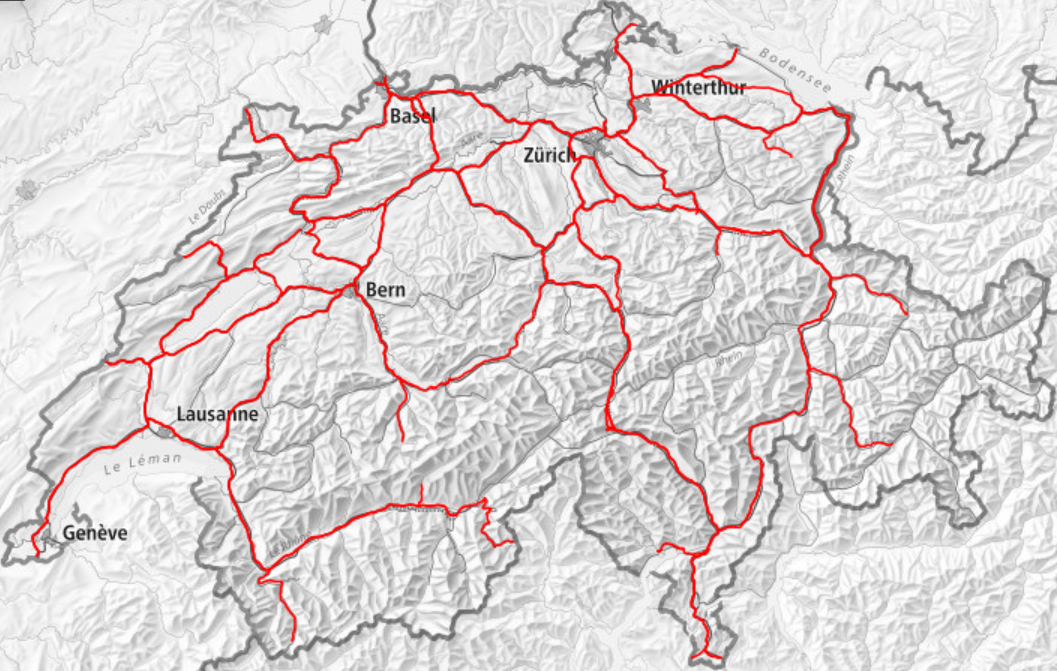 Bodensee
Winterthur
Basel
Aare
Zürich
Rhein
Le Doubs
Bern
Aare
Rhein
Lausanne
Le Léman
Genève
Le Rhône